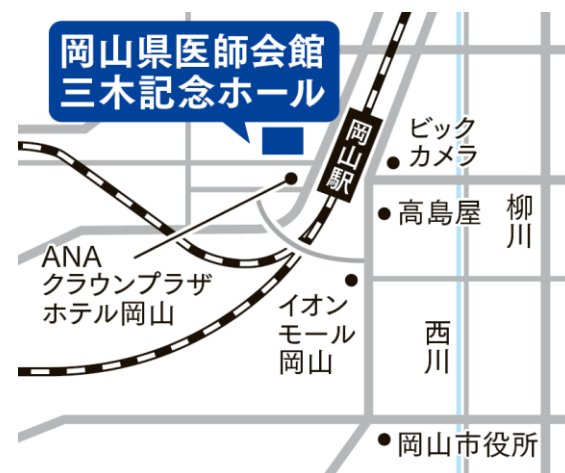 岡山県医師会館
三木記念ホール
岡山駅
ビック
カメラ
高島屋
柳川
ANA
クラウンプラザ
ホテル岡山
イオン
モール
岡山
西川
岡山市役所